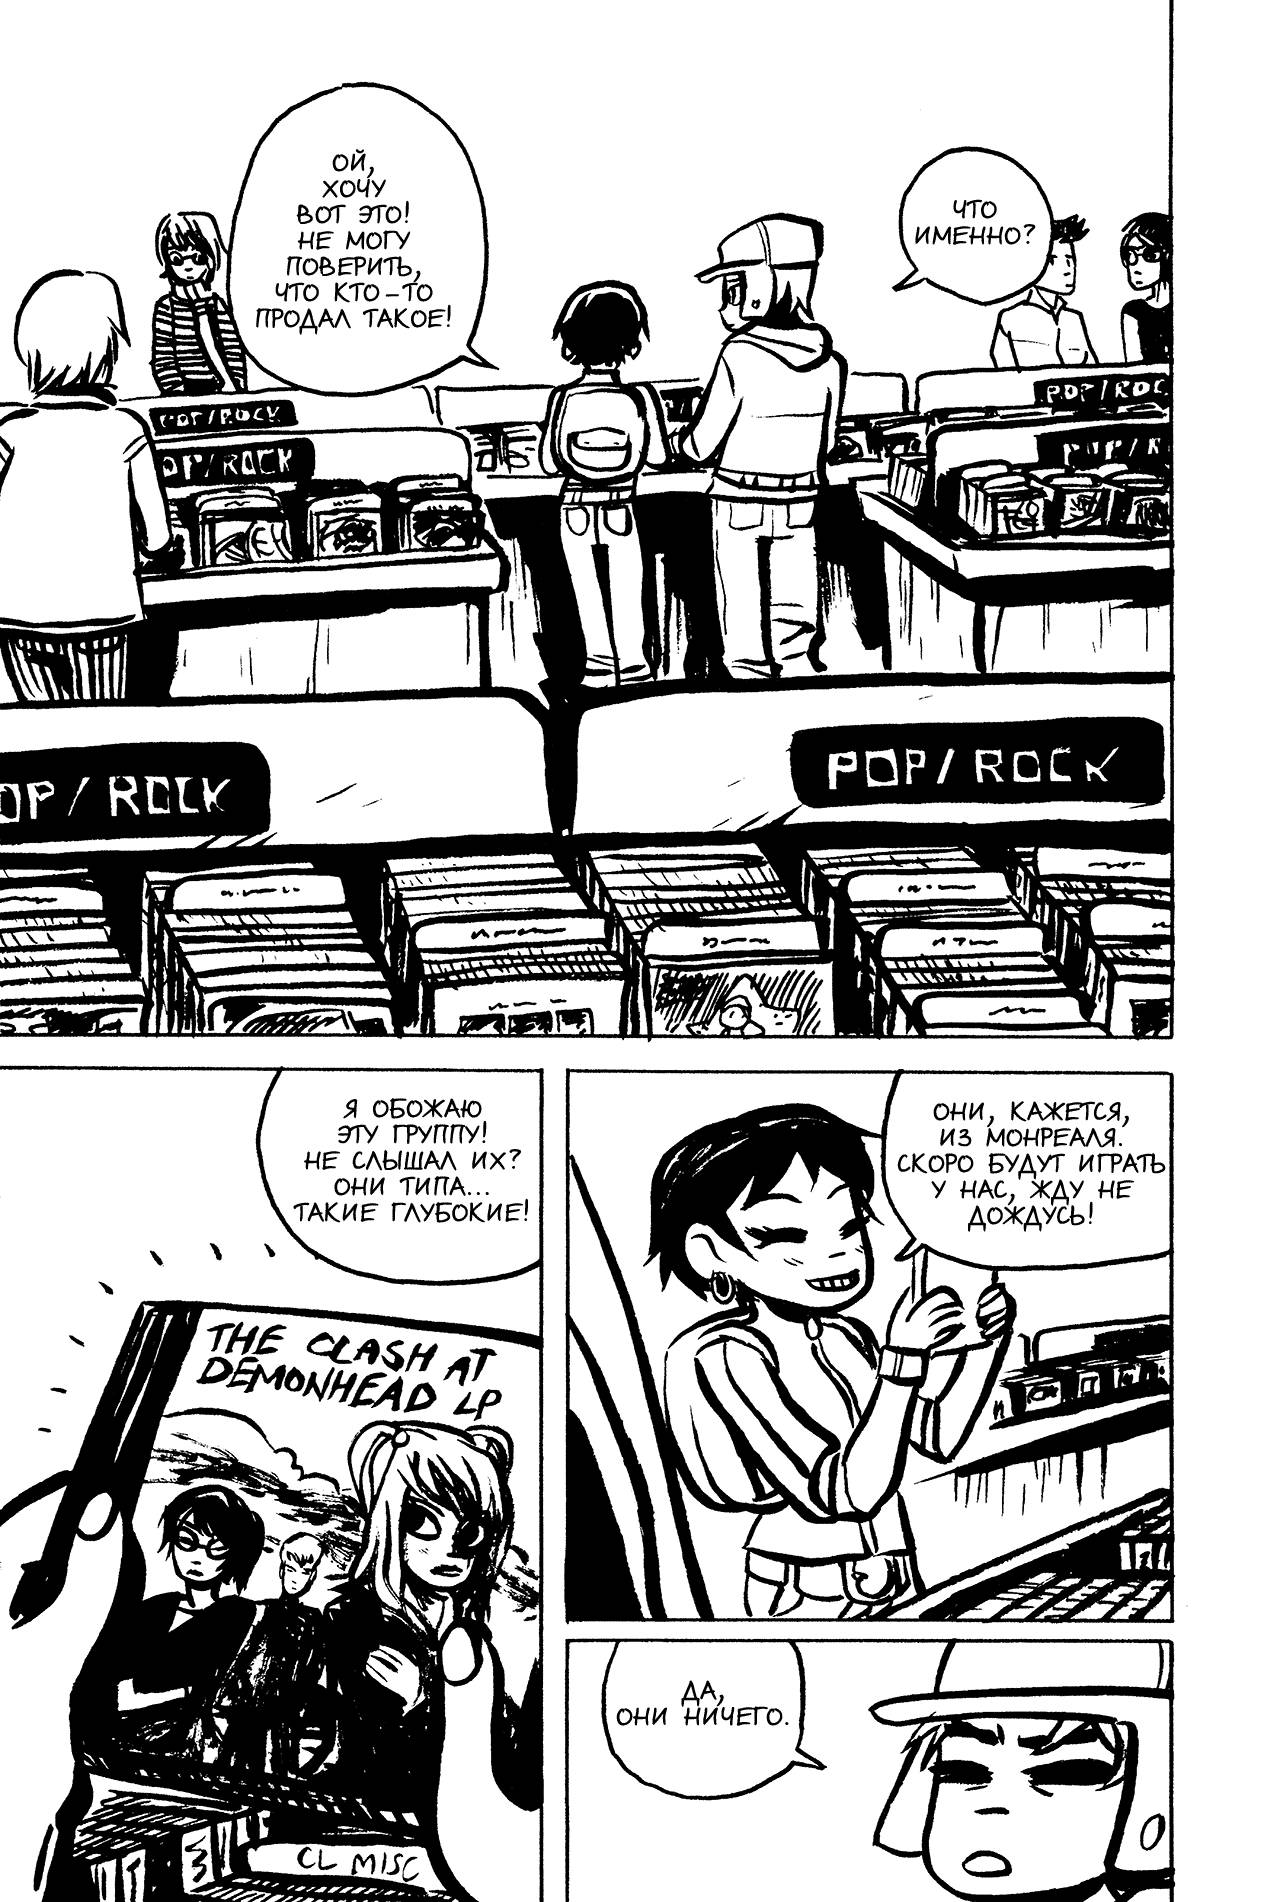 ОЙ,
ХОЧУ
ВОТ ЭТО!
НЕ МОГУ
ПОВЕРИТЬ,
ЧТО КТО-ТО
ПРОДАЛ ТАКОЕ!
ЧТО
ИМЕННО?
POP/ROCK
POP/ROC
OP/ROCK
POP/R
OP/ROCK
POP/ROCK
Я ОБОЖАЮ
ЭТУ ГРУППУ!
НЕ СЛЫШАЛ ИХ?
ОНИ ТИПА...
ТАКИЕ ГЛУБОКИЕ!
THE CLASH AT
DEMONHEAD LP
CL MISC
ОНИ, КАЖЕТСЯ,
ИЗ МОНРЕАЛЯ.
СКОРО БУДУТ ИГРАТЬ
У НАС, ЖДУ НЕ
ДОЖДУСЬ!
ДА,
ОНИ НИЧЕГО.